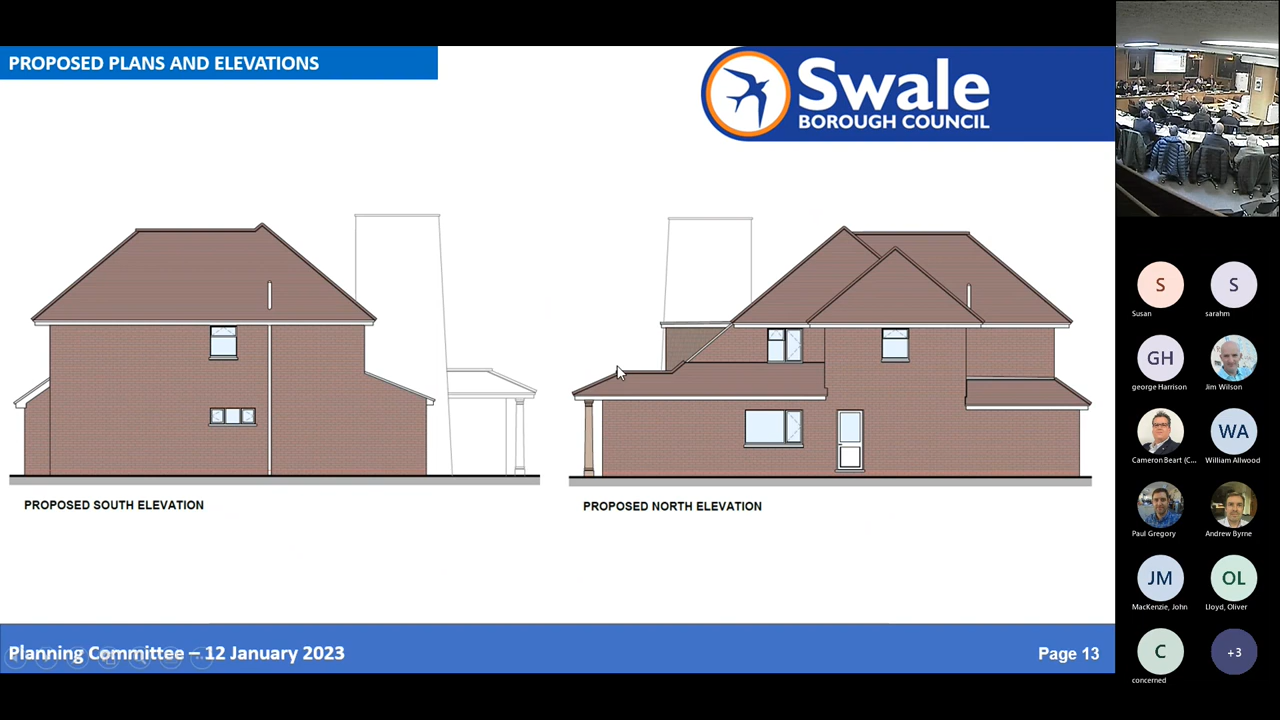 PROPOSED PLANS AND ELEVATIONS
Swale
BOROUGH COUNCIL
PROPOSED SOUTH ELEVATION
PROPOSED NORTH ELEVATION
Planning Committee – 12 January 2023
Page 13
S
S
Susan
sarahm
GH
george Harrison
Jim Wilson
WA
Cameron Beart (C...
William Allwood
Paul Gregory
Andrew Byrne
JM
OL
MacKenzie, John
Lloyd, Oliver
C
+3
concerned